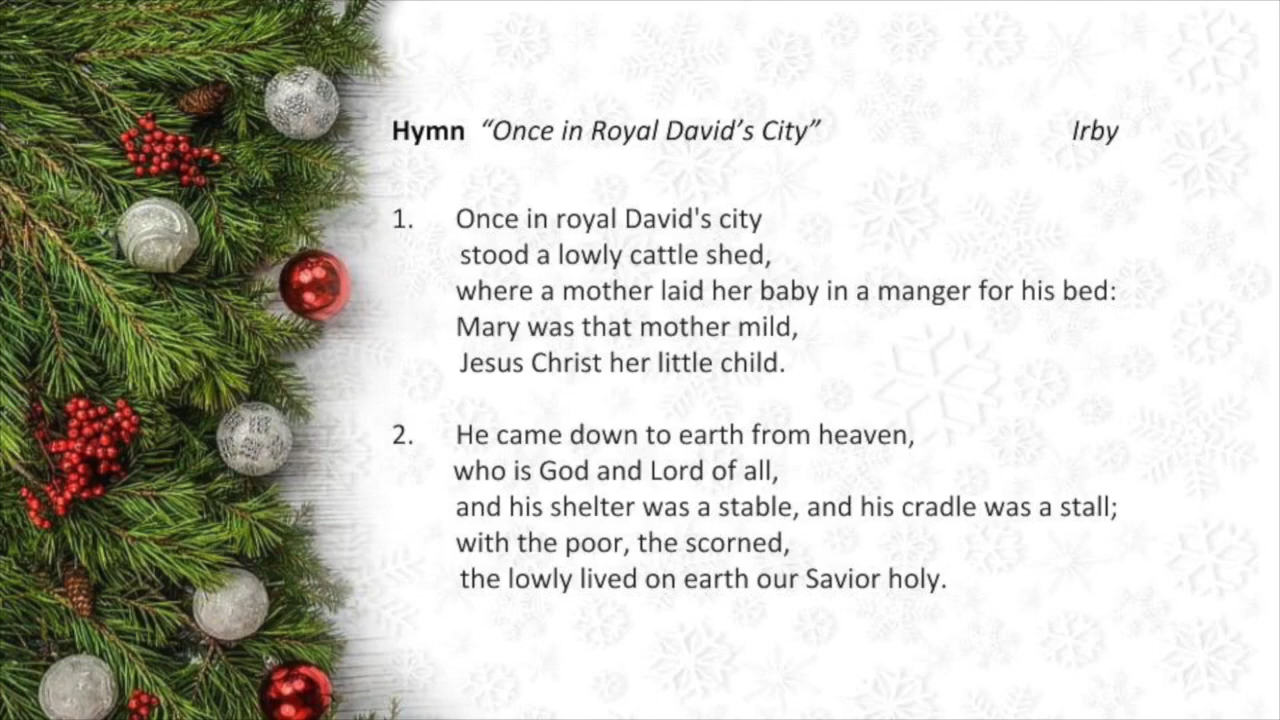 Hymn “Once in Royal David’s City” Irby
1. Once in royal David's city
stood a lowly cattle shed,
where a mother laid her baby in a manger for his bed:
Mary was that mother mild,
Jesus Christ her little child.
2. He came down to earth from heaven,
who is God and Lord of all,
and his shelter was a stable, and his cradle was a stall;
with the poor, the scorned,
the lowly lived on earth our Savior holy.